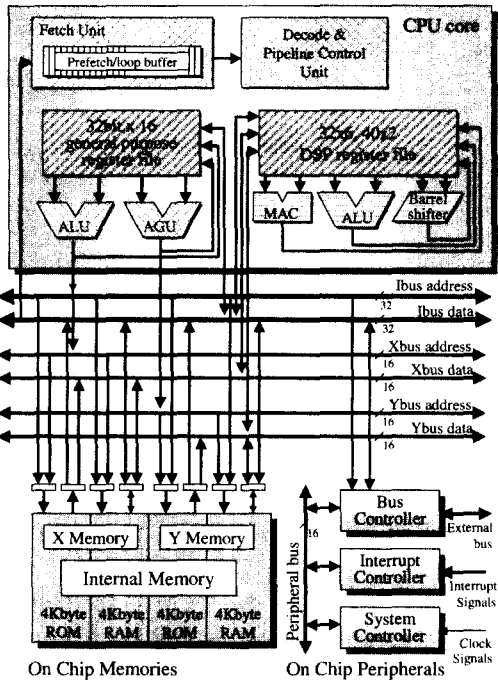 CPU core
Fetch Unit
Prefetch/loop buffer
Decode &
Pipeline Control
Unit
32bit x 16
general purpose
register file
DSP register file
ALU
AGU
MAC
ALU
Barrel
shifter
Ibus address
32
Ibus data
32
Xbus address
16
Xbus data
16
Ybus address
16
Ybus data
16
X Memory
Y Memory
Internal Memory
4Kbyte
ROM
4Kbyte
RAM
4Kbyte
ROM
4Kbyte
RAM
On Chip Memories
Peripheral bus
16
Bus
Controller
External
bus
Interrupt
Controller
Interrupt
Signals
System
Controller
Clock
Signals
On Chip Peripherals